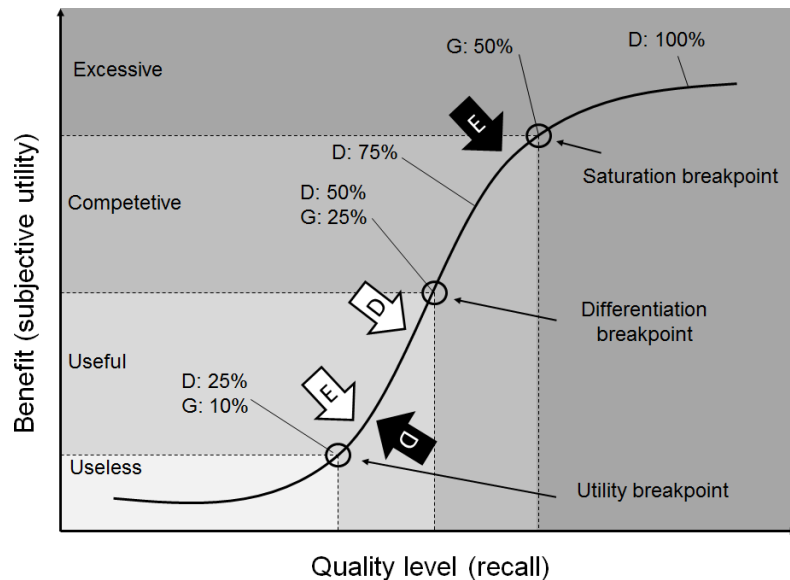 D: 100%
G: 50%
Excessive
E
D: 75%
Saturation breakpoint
D: 50%
G: 25%
Competetive
D
Differentiation
breakpoint
Useful
D: 25%
G: 10%
E
D
Useless
Utility breakpoint
Benefit (subjective utility)
Quality level (recall)